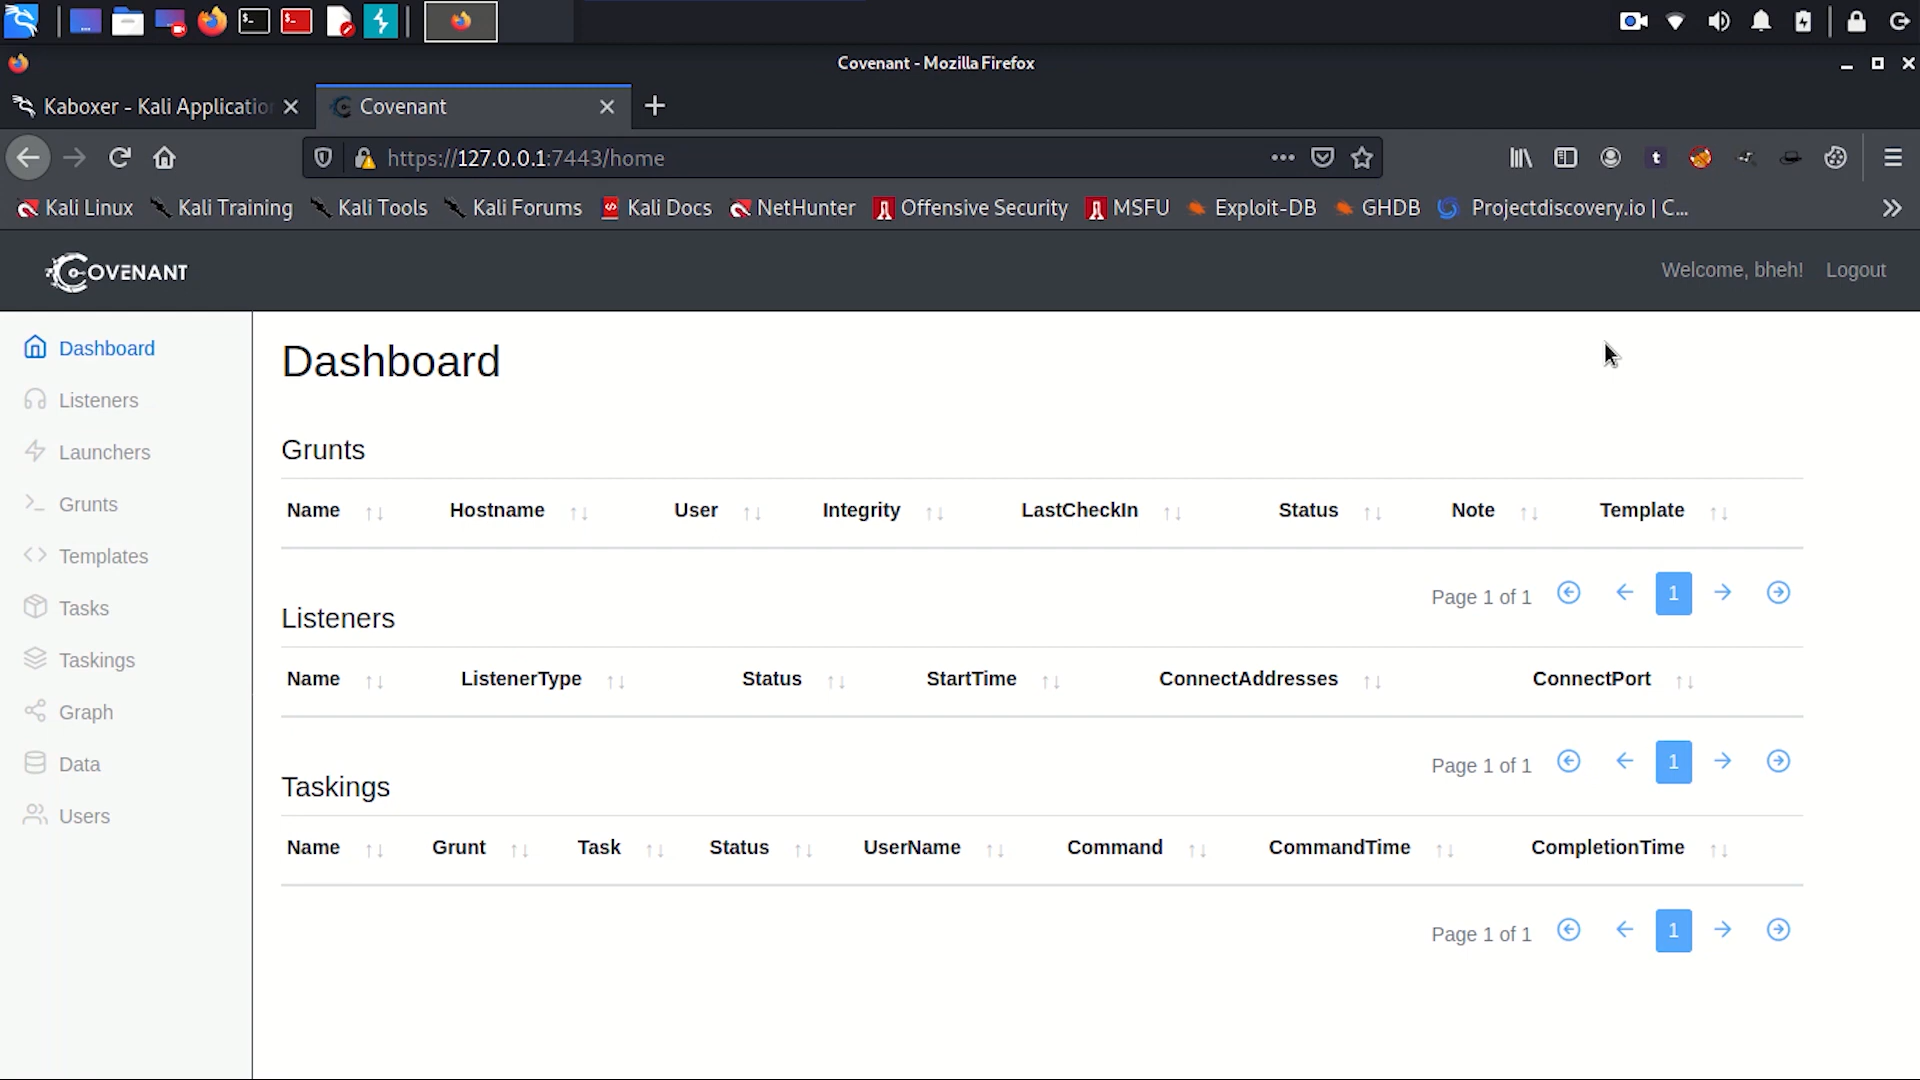 Covenant - Mozilla Firefox
Kaboxer - Kali Applicatio
Covenant
https://127.0.0.1:7443/home
Kali Linux Kali Training Kali Tools Kali Forums Kali Docs NetHunter Offensive Security MSFU Exploit-DB GHDB Projectdiscovery.io | C...
COVENANT
Welcome, bheh! Logout
Dashboard
Listeners
Launchers
Grunts
Templates
Tasks
Taskings
Graph
Data
Users
Dashboard
Grunts
Name Hostname User Integrity LastCheckIn Status Note Template
Page 1 of 1 1
Listeners
Name ListenerType Status StartTime ConnectAddresses ConnectPort
Page 1 of 1 1
Taskings
Name Grunt Task Status UserName Command CommandTime CompletionTime
Page 1 of 1 1